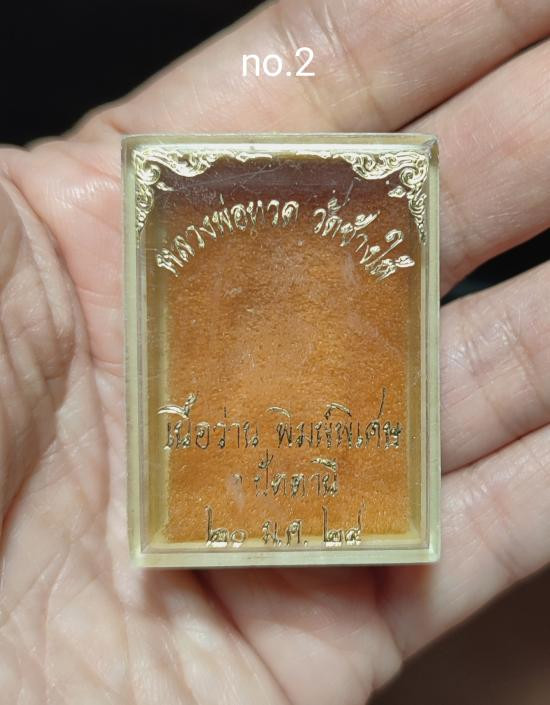 no.2
หลวงพ่อทวด วัดช้างให้
เนื้อว่าน พิมพ์พิเศษ
จ.ปัตตานี
๒๐ ม.ค. ๒๕